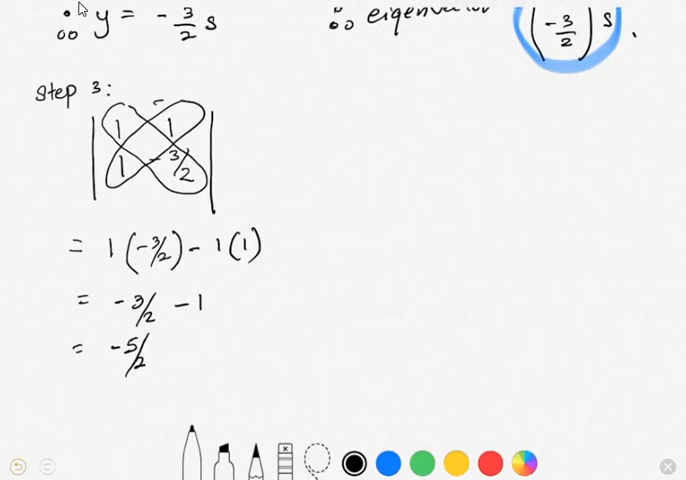 ∴ y = - 3/2 s
∴ eigenvector ( -3/2 ) s .
step 3:
| 1 1 |
| 1 -3/2 |
= 1 (-3/2) - 1 (1)
= -3/2 - 1
= -5/2